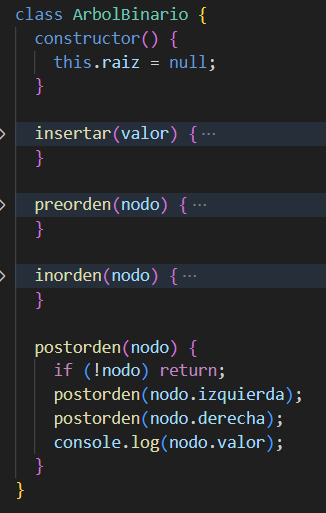 class ArbolBinario {
  constructor() {
    this.raiz = null;
  }

  insertar(valor) { ···
  }

  preorden(nodo) { ···
  }

  inorden(nodo) { ···
  }

  postorden(nodo) {
    if (!nodo) return;
    postorden(nodo.izquierda);
    postorden(nodo.derecha);
    console.log(nodo.valor);
  }
}